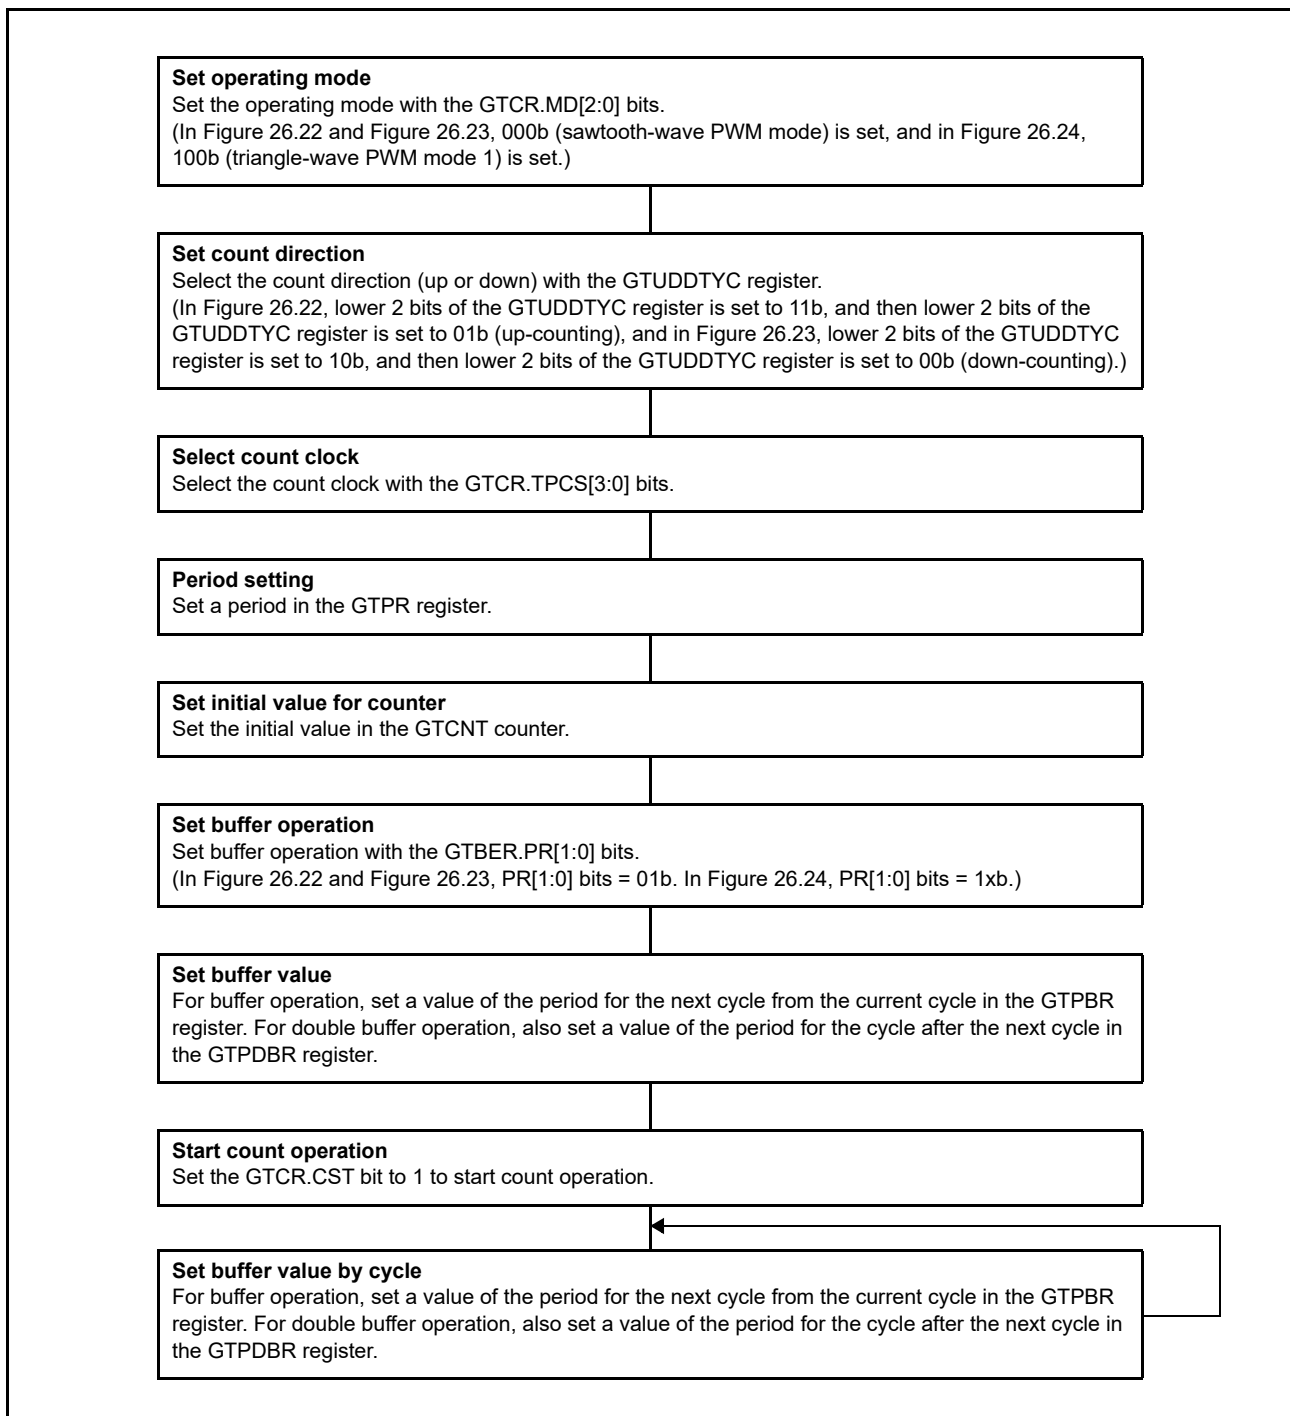 Set operating mode
Set the operating mode with the GTCR.MD[2:0] bits.
(In Figure 26.22 and Figure 26.23, 000b (sawtooth-wave PWM mode) is set, and in Figure 26.24,
100b (triangle-wave PWM mode 1) is set.)
Set count direction
Select the count direction (up or down) with the GTUDDTYC register.
(In Figure 26.22, lower 2 bits of the GTUDDTYC register is set to 11b, and then lower 2 bits of the
GTUDDTYC register is set to 01b (up-counting), and in Figure 26.23, lower 2 bits of the GTUDDTYC
register is set to 10b, and then lower 2 bits of the GTUDDTYC register is set to 00b (down-counting).)
Select count clock
Select the count clock with the GTCR.TPCS[3:0] bits.
Period setting
Set a period in the GTPR register.
Set initial value for counter
Set the initial value in the GTCNT counter.
Set buffer operation
Set buffer operation with the GTBER.PR[1:0] bits.
(In Figure 26.22 and Figure 26.23, PR[1:0] bits = 01b. In Figure 26.24, PR[1:0] bits = 1xb.)
Set buffer value
For buffer operation, set a value of the period for the next cycle from the current cycle in the GTPBR
register. For double buffer operation, also set a value of the period for the cycle after the next cycle in
the GTPDBR register.
Start count operation
Set the GTCR.CST bit to 1 to start count operation.
Set buffer value by cycle
For buffer operation, set a value of the period for the next cycle from the current cycle in the GTPBR
register. For double buffer operation, also set a value of the period for the cycle after the next cycle in
the GTPDBR register.